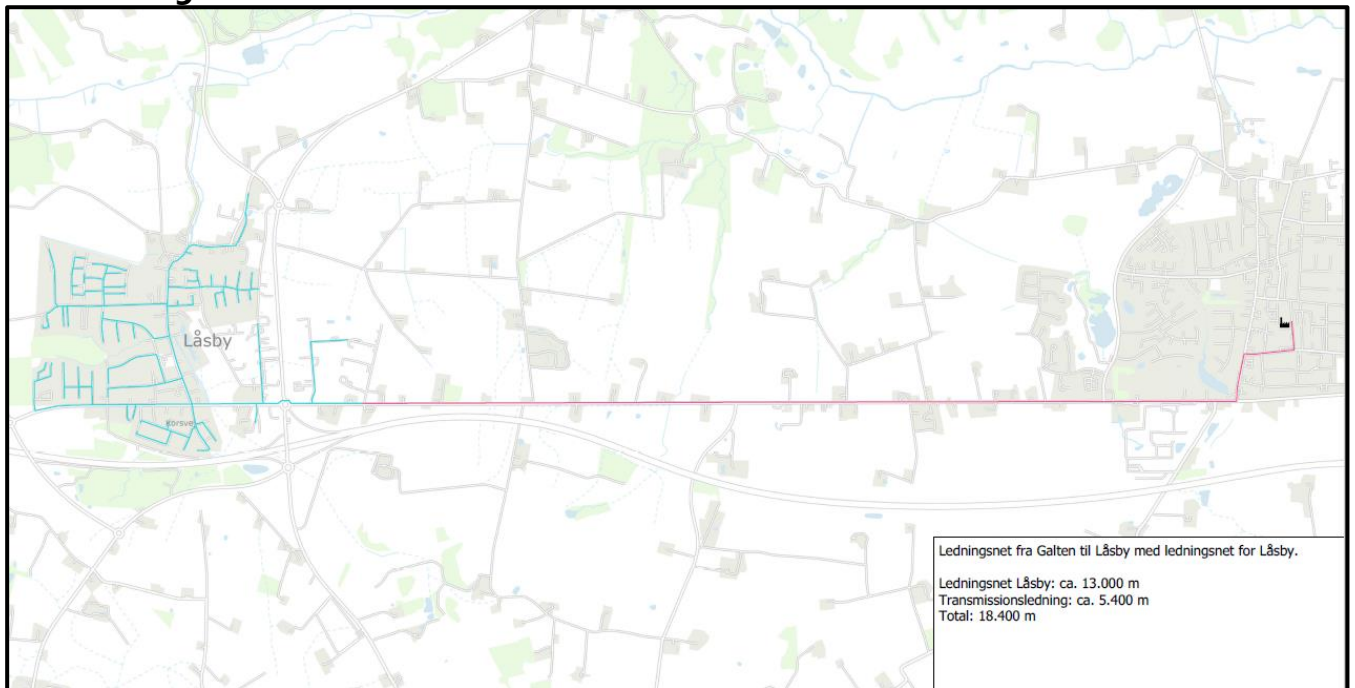 Låsby
Korsvej
Ledningsnet fra Galten til Låsby med ledningsnet for Låsby.
Ledningsnet Låsby: ca. 13.000 m
Transmissionsledning: ca. 5.400 m
Total: 18.400 m